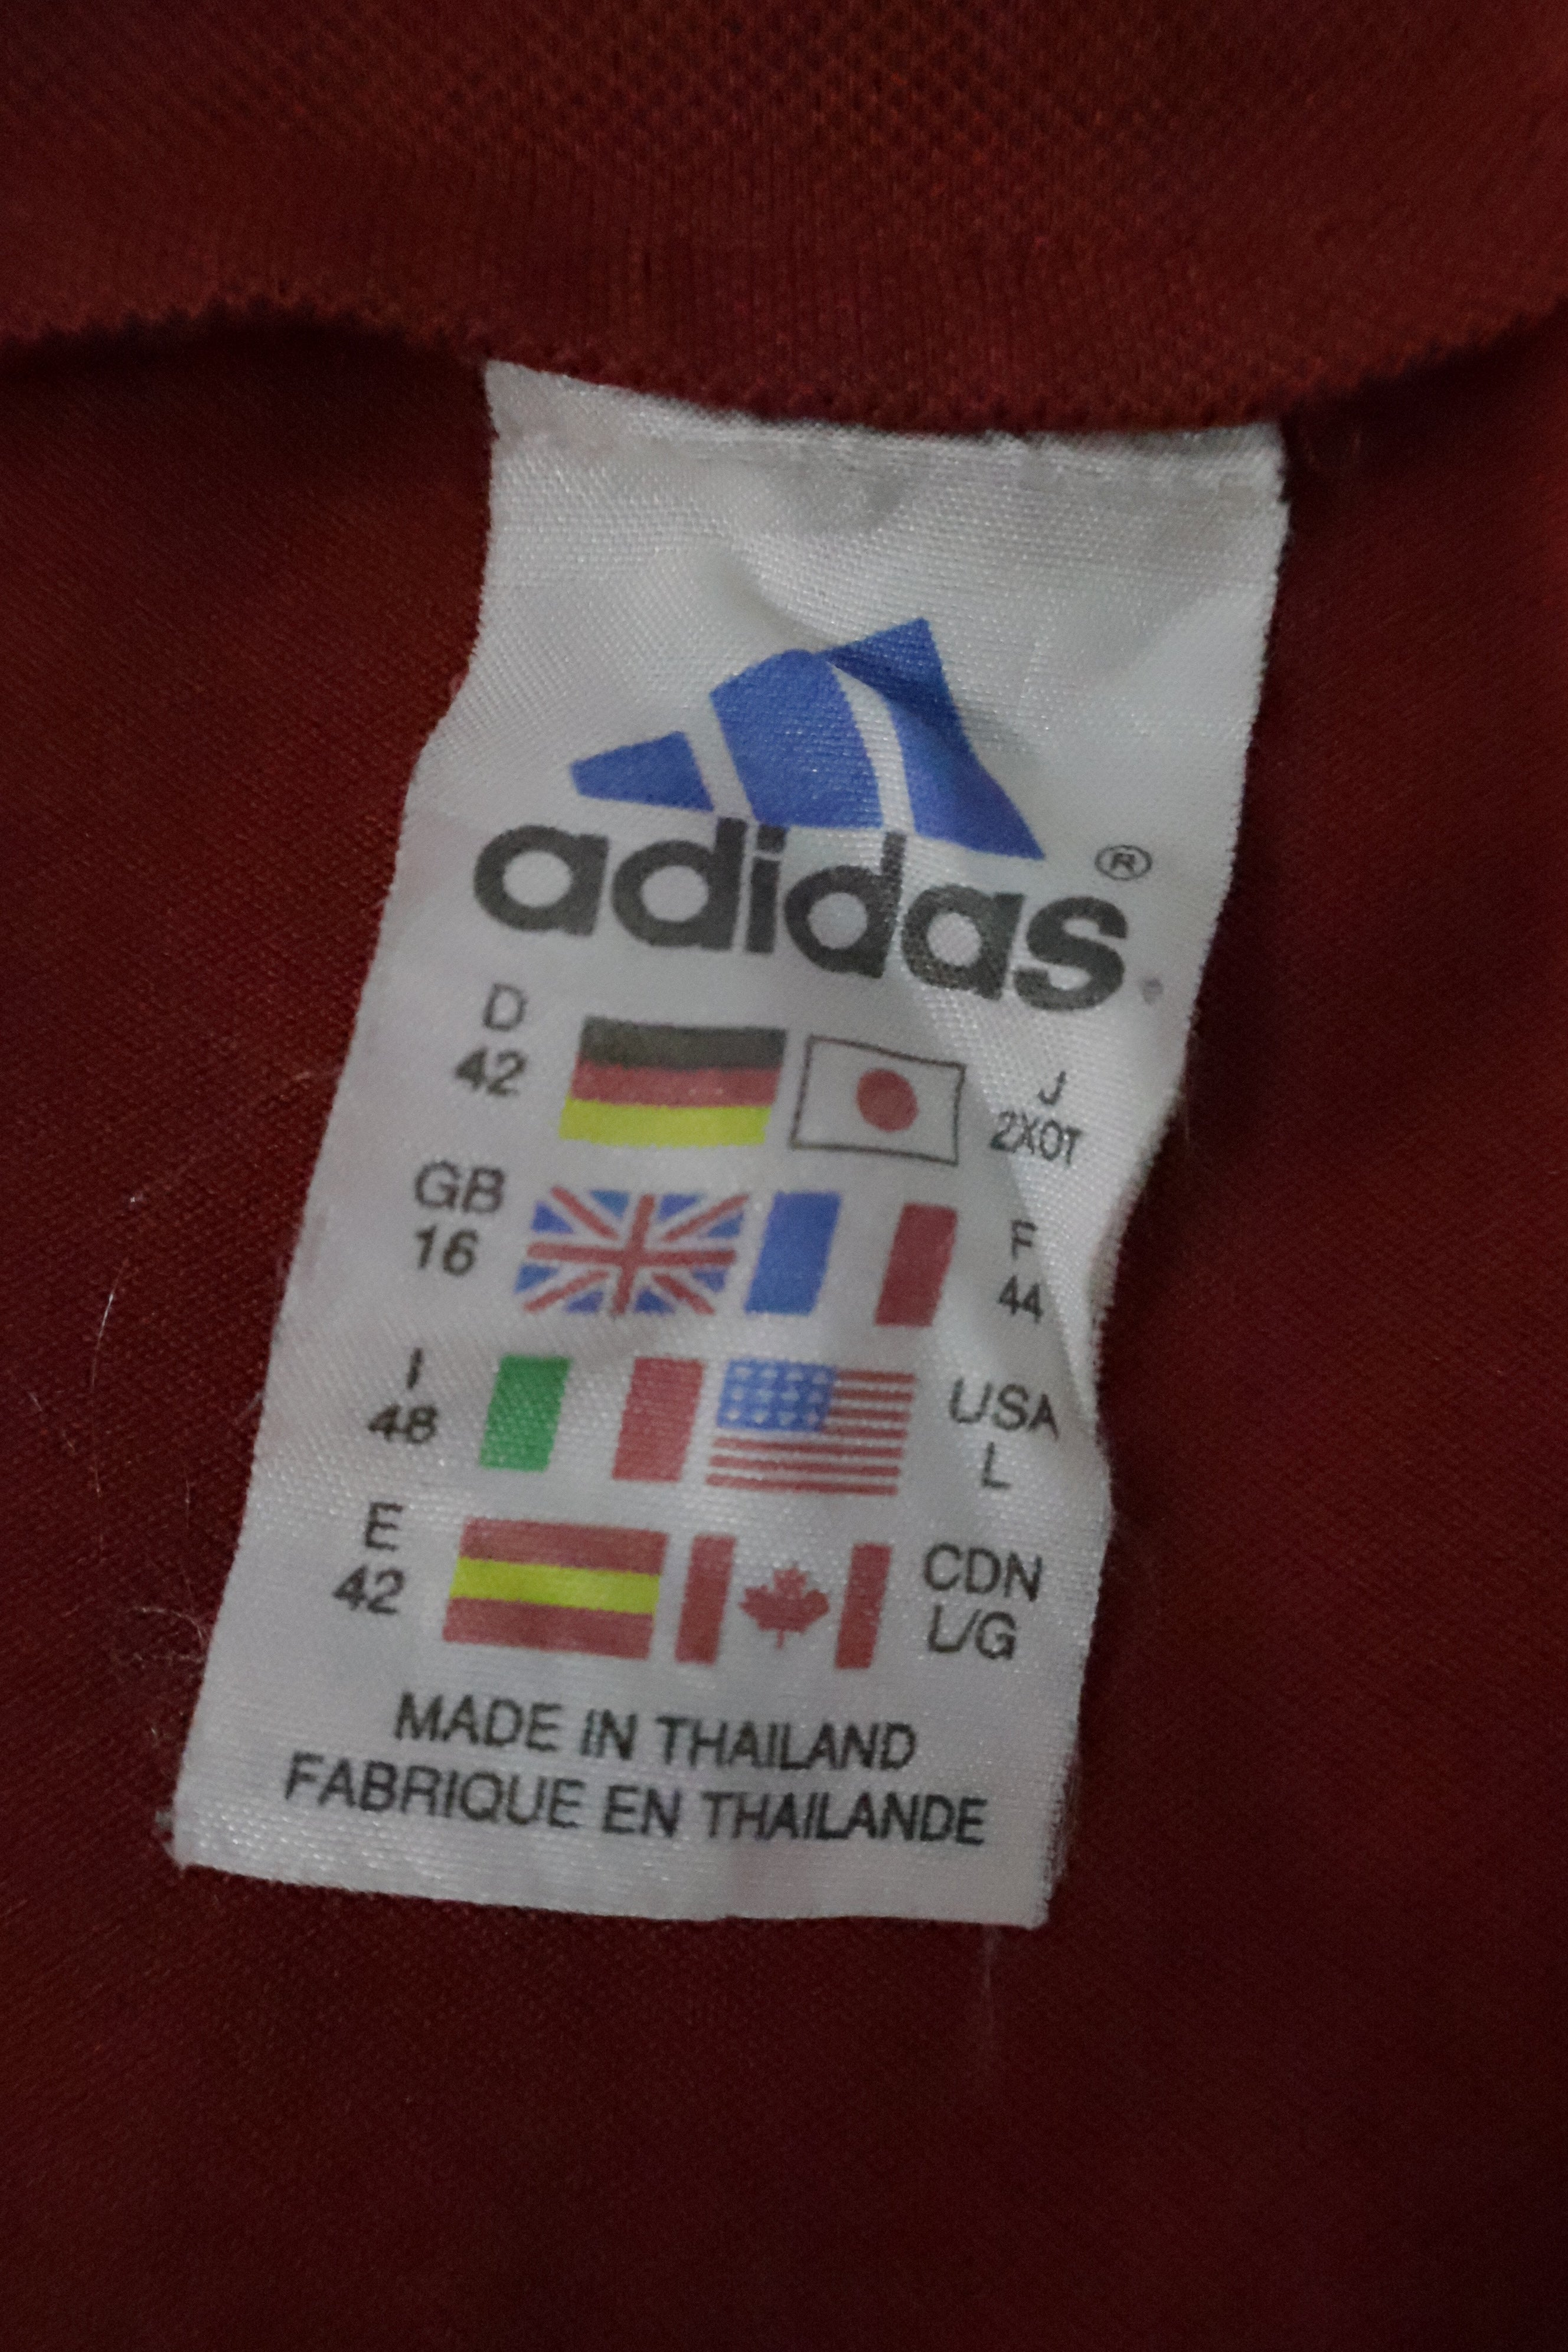 adidas®
D
42
J
2XOT
GB
16
F
44
I
48
USA
L
E
42
CDN
L/G
MADE IN THAILAND
FABRIQUE EN THAILANDE